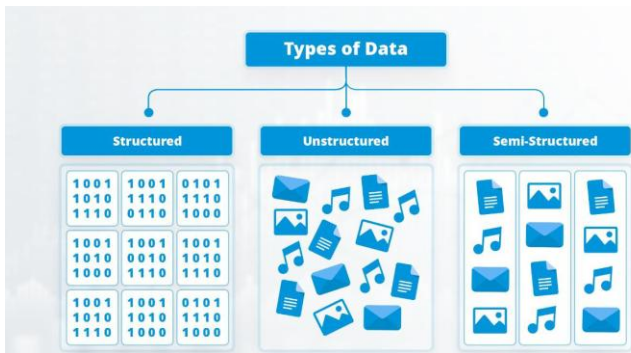 Types of Data
Structured
Unstructured
Semi-Structured
1001 1001 0101
1010 1110 1110
1110 0110 1000
1001 1001 1001
1010 0010 1010
1000 1110 1110
1001 1001 0101
1010 1010 1110
1110 1000 1000